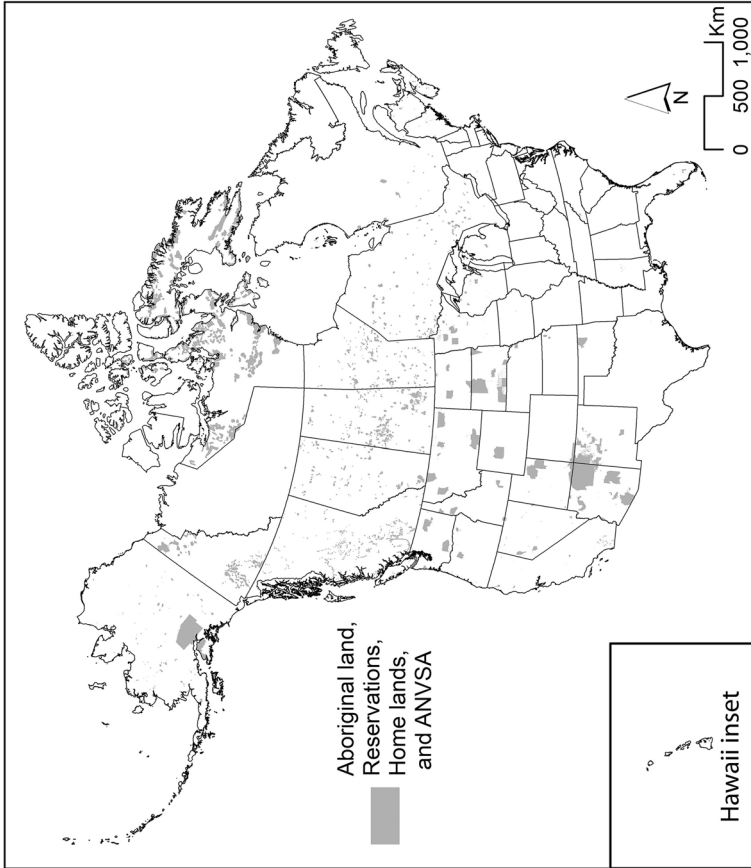 Aboriginal land,
Reservations,
Home lands,
and ANVSA
Hawaii inset
N
0 500 1,000
Km